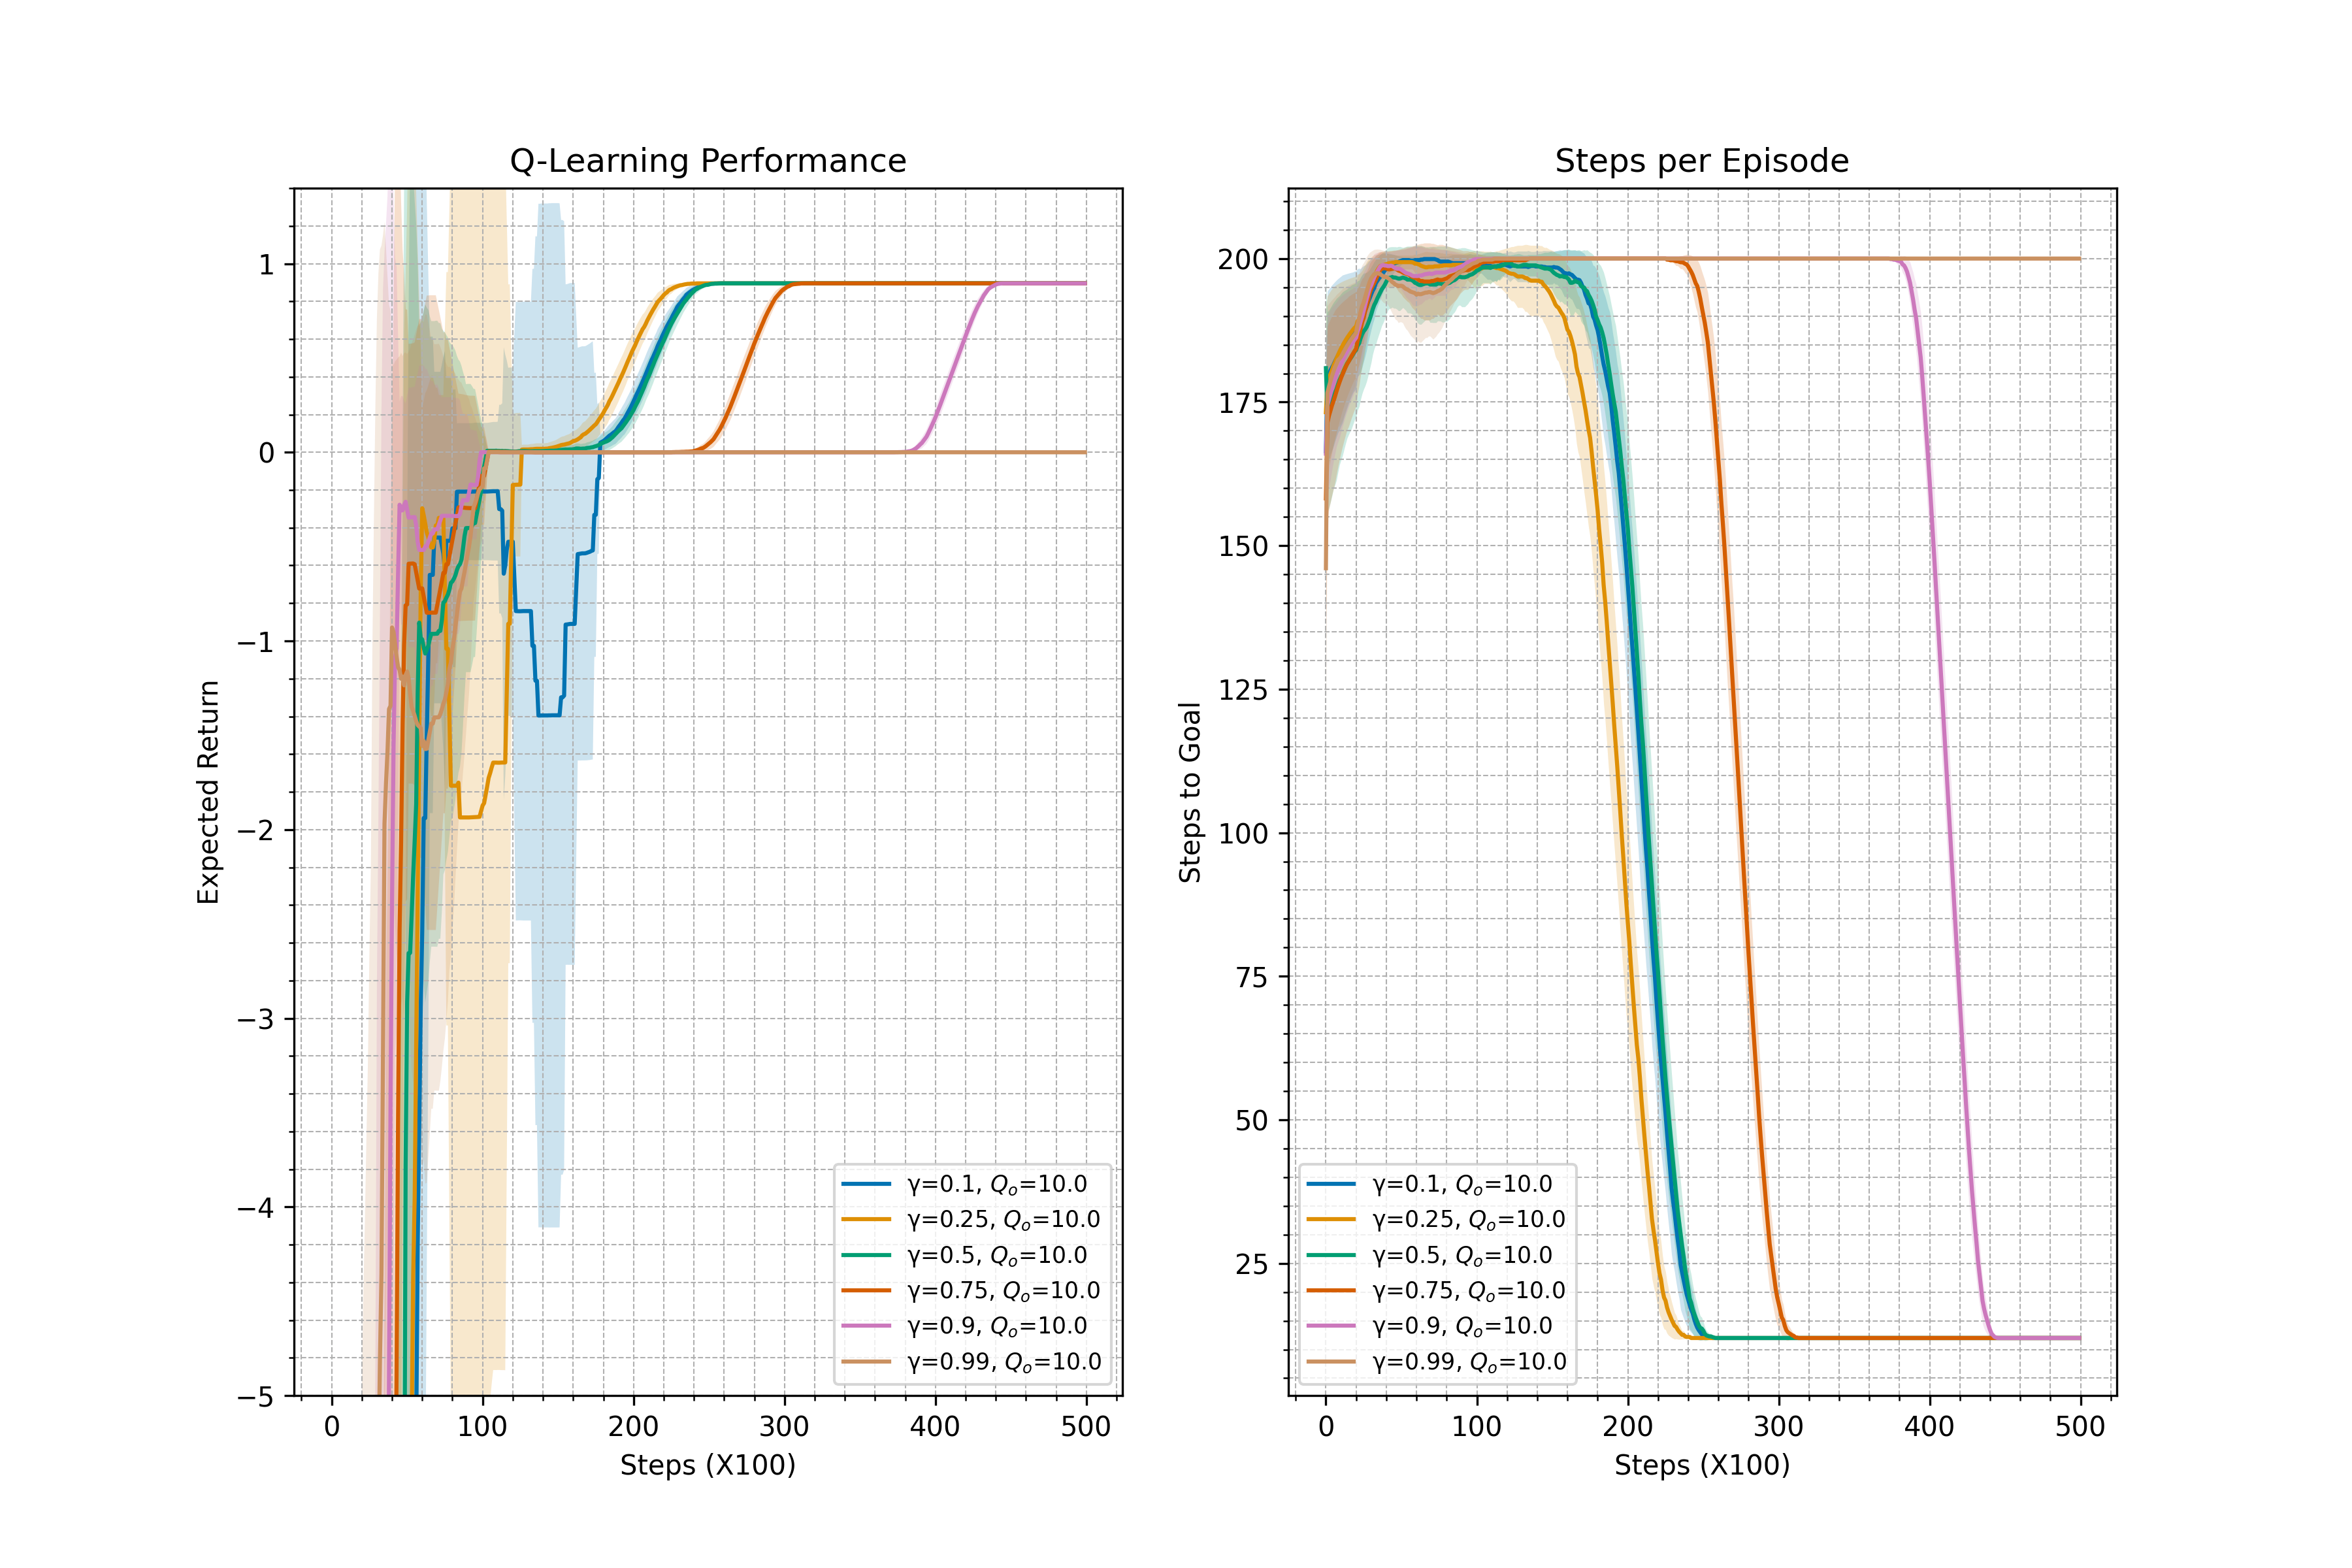 Q-Learning Performance
Expected Return
1
0
−1
−2
−3
−4
−5
0 100 200 300 400 500
Steps (X100)
γ=0.1, Qₒ=10.0
γ=0.25, Qₒ=10.0
γ=0.5, Qₒ=10.0
γ=0.75, Qₒ=10.0
γ=0.9, Qₒ=10.0
γ=0.99, Qₒ=10.0
Steps per Episode
Steps to Goal
200
175
150
125
100
75
50
25
0 100 200 300 400 500
Steps (X100)
γ=0.1, Qₒ=10.0
γ=0.25, Qₒ=10.0
γ=0.5, Qₒ=10.0
γ=0.75, Qₒ=10.0
γ=0.9, Qₒ=10.0
γ=0.99, Qₒ=10.0